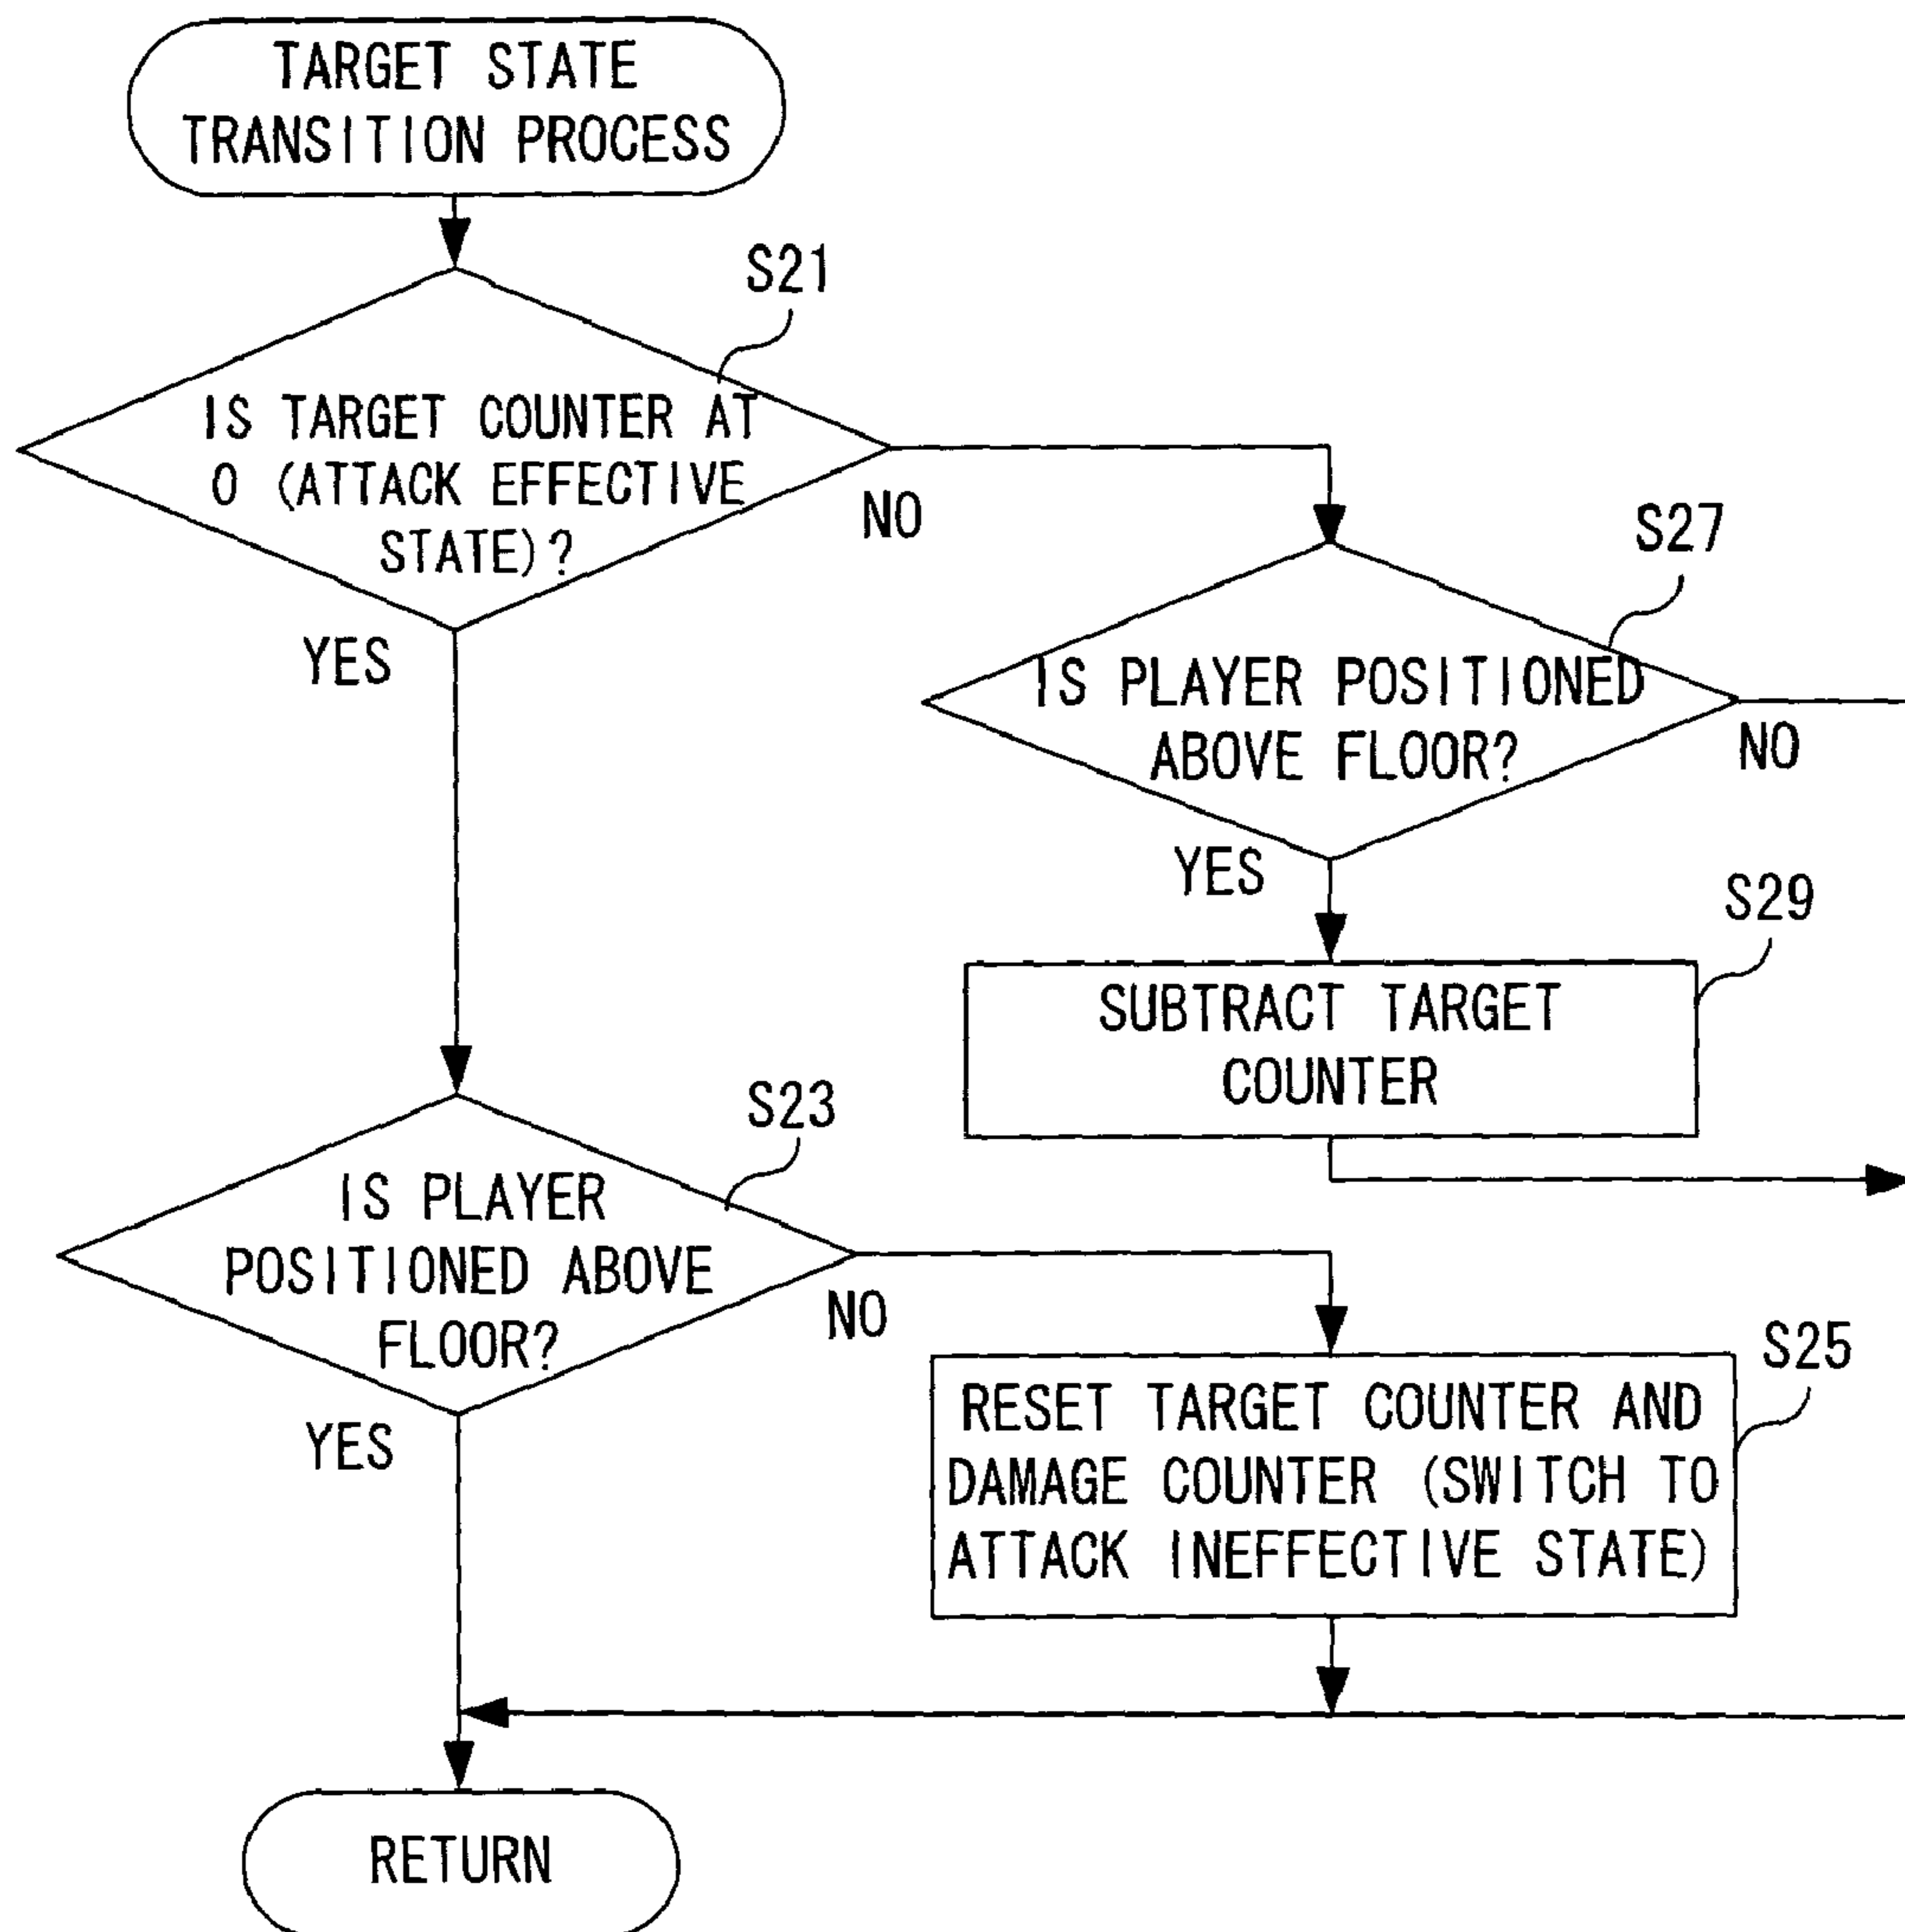 TARGET STATE
TRANSITION PROCESS
S21
IS TARGET COUNTER AT
0 (ATTACK EFFECTIVE
STATE)?
NO
YES
S27
IS PLAYER POSITIONED
ABOVE FLOOR?
NO
YES
S29
SUBTRACT TARGET
COUNTER
S23
IS PLAYER
POSITIONED ABOVE
FLOOR?
NO
YES
S25
RESET TARGET COUNTER AND
DAMAGE COUNTER (SWITCH TO
ATTACK INEFFECTIVE STATE)
RETURN